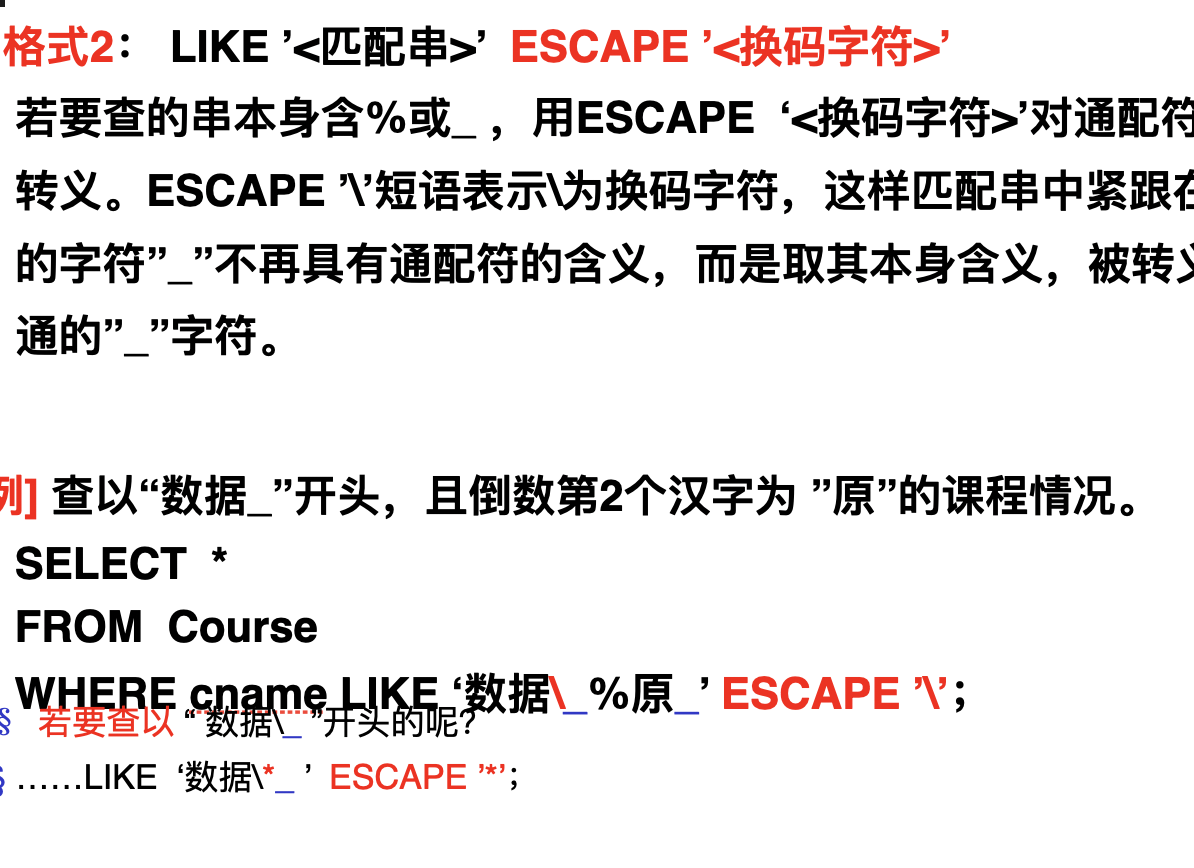 格式2： LIKE ’<匹配串>’ ESCAPE ’<换码字符>’
若要查的串本身含%或_ ，用ESCAPE ‘<换码字符>’对通配符
转义。ESCAPE ’\’短语表示\为换码字符，这样匹配串中紧跟在
的字符”_”不再具有通配符的含义，而是取其本身含义，被转义
通的”_”字符。
例] 查以“数据_”开头，且倒数第2个汉字为 ”原”的课程情况。
SELECT *
FROM Course
WHERE cname LIKE ‘数据\_%原_’ ESCAPE ’\’；
§ 若要查以 “ 数据\_ ”开头的呢？
§ ……LIKE ‘数据\*_ ’ ESCAPE ’*’；